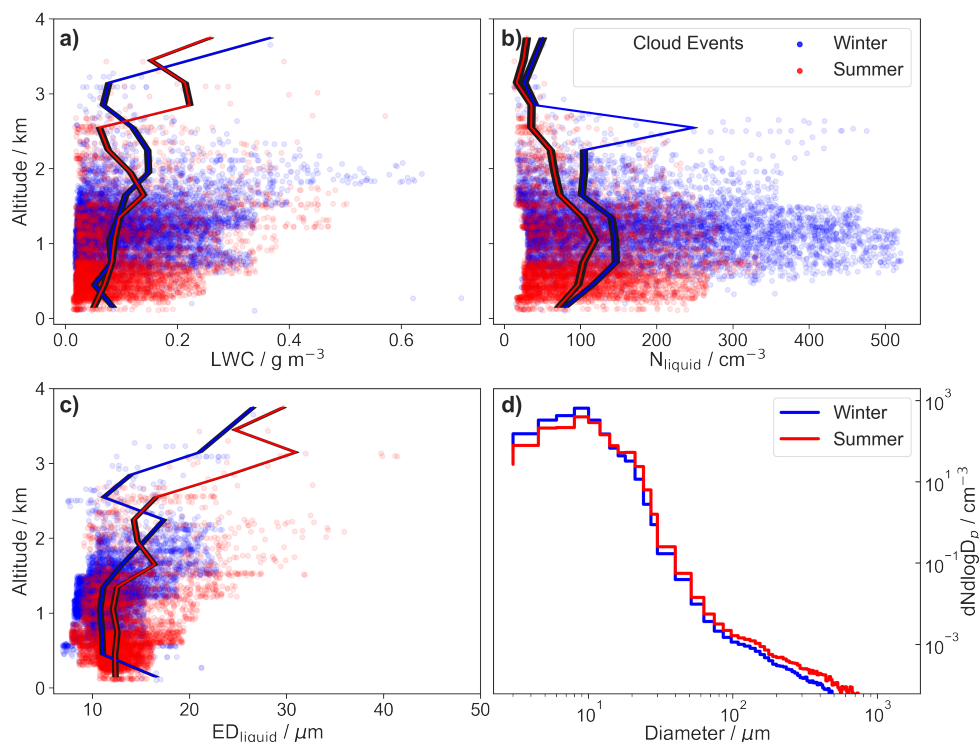 a)
4
3
2
1
0
Altitude / km
0.0 0.2 0.4 0.6
LWC / g m⁻³
b)
Cloud Events
Winter
Summer
0 100 200 300 400 500
N_liquid / cm⁻³
c)
4
3
2
1
0
Altitude / km
10 20 30 40 50
ED_liquid / μm
d)
Winter
Summer
10³
10¹
10⁻¹
10⁻³
dNdlogD_p / cm⁻³
10¹ 10² 10³
Diameter / μm